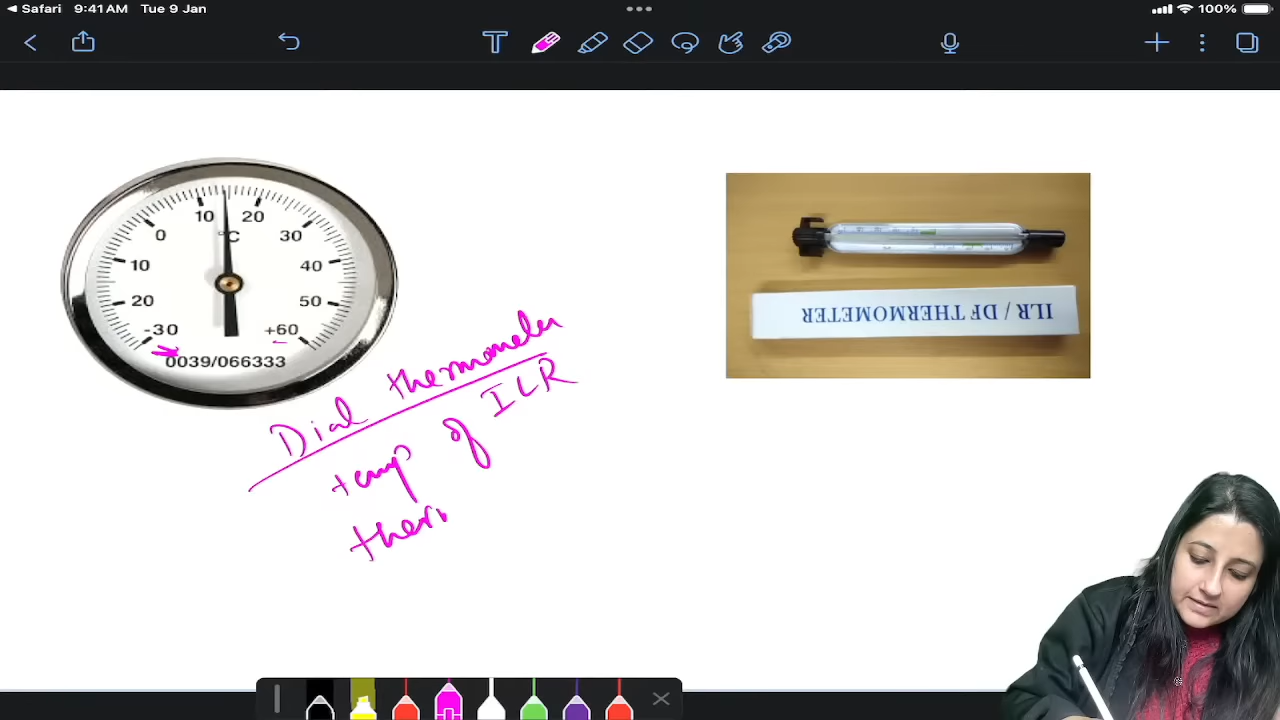 Safari 9:41 AM Tue 9 Jan
100%
T
10 20
0 °C 30
10 40
20 50
-30 +60
0039/066333
ILR / DF THERMOMETER
Dial thermometer
temp of ILR
ther